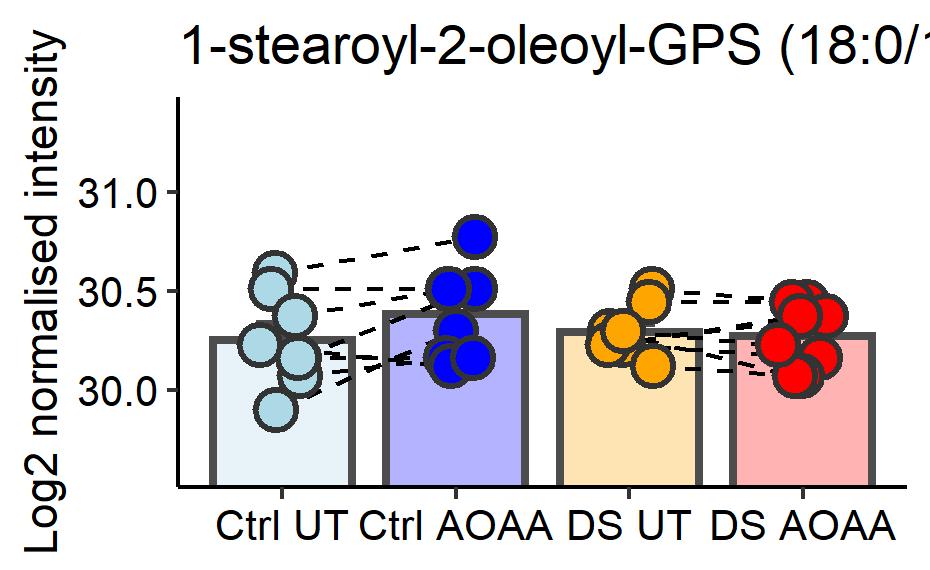 1-stearoyl-2-oleoyl-GPS (18:0/
Log2 normalised intensity
31.0
30.5
30.0
Ctrl UT Ctrl AOAA DS UT DS AOAA